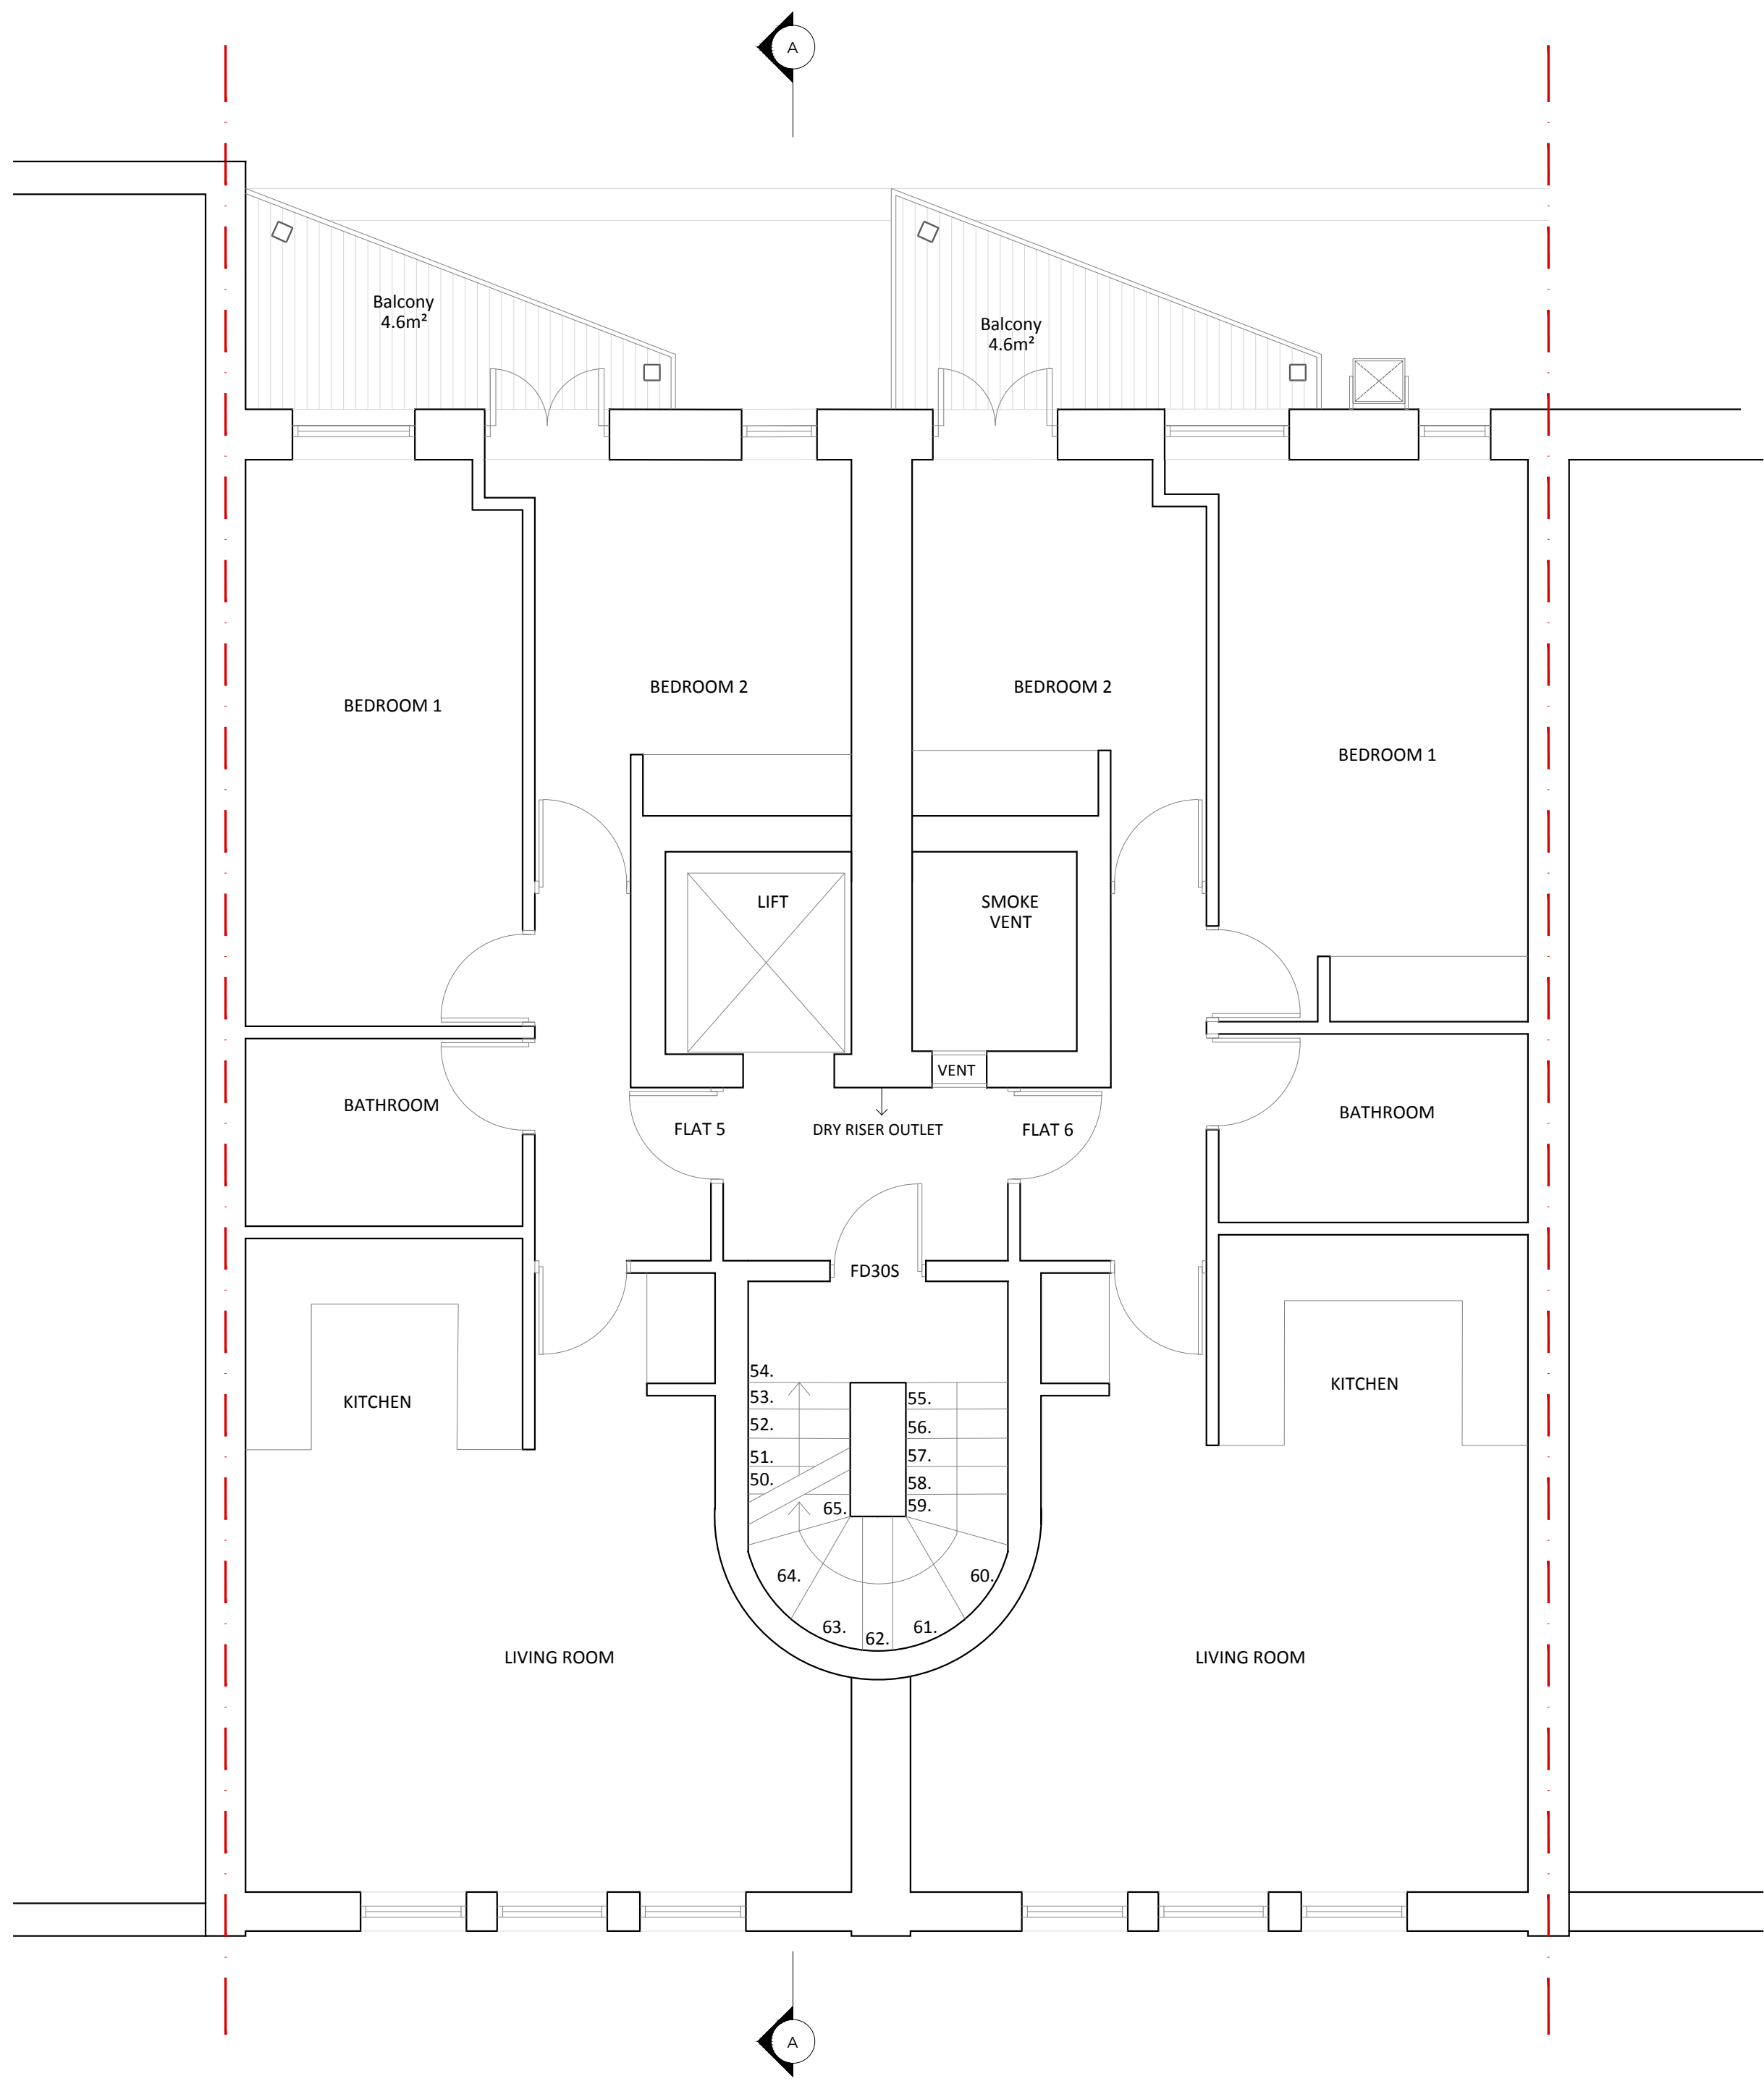 A
Balcony
4.6m²
Balcony
4.6m²
BEDROOM 1
BEDROOM 2
BEDROOM 2
BEDROOM 1
LIFT
SMOKE
VENT
VENT
BATHROOM
FLAT 5
DRY RISER OUTLET
FLAT 6
BATHROOM
FD30S
KITCHEN
KITCHEN
54.
53.
52.
51.
50.
55.
56.
57.
58.
59.
65.
64.
63.
62.
61.
60.
LIVING ROOM
LIVING ROOM
A